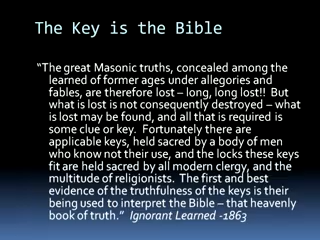 The Key is the Bible
“The great Masonic truths, concealed among the
learned of former ages under allegories and
fables, are therefore lost – long, long lost!!  But
what is lost is not consequently destroyed – what
is lost may be found, and all that is required is
some clue or key.  Fortunately there are
applicable keys, held sacred by a body of men
who know not their use, and the locks these keys
fit are held sacred by all modern clergy, and the
multitude of religionists.  The first and best
evidence of the truthfulness of the keys is their
being used to interpret the Bible – that heavenly
book of truth.”  Ignorant Learned -1863